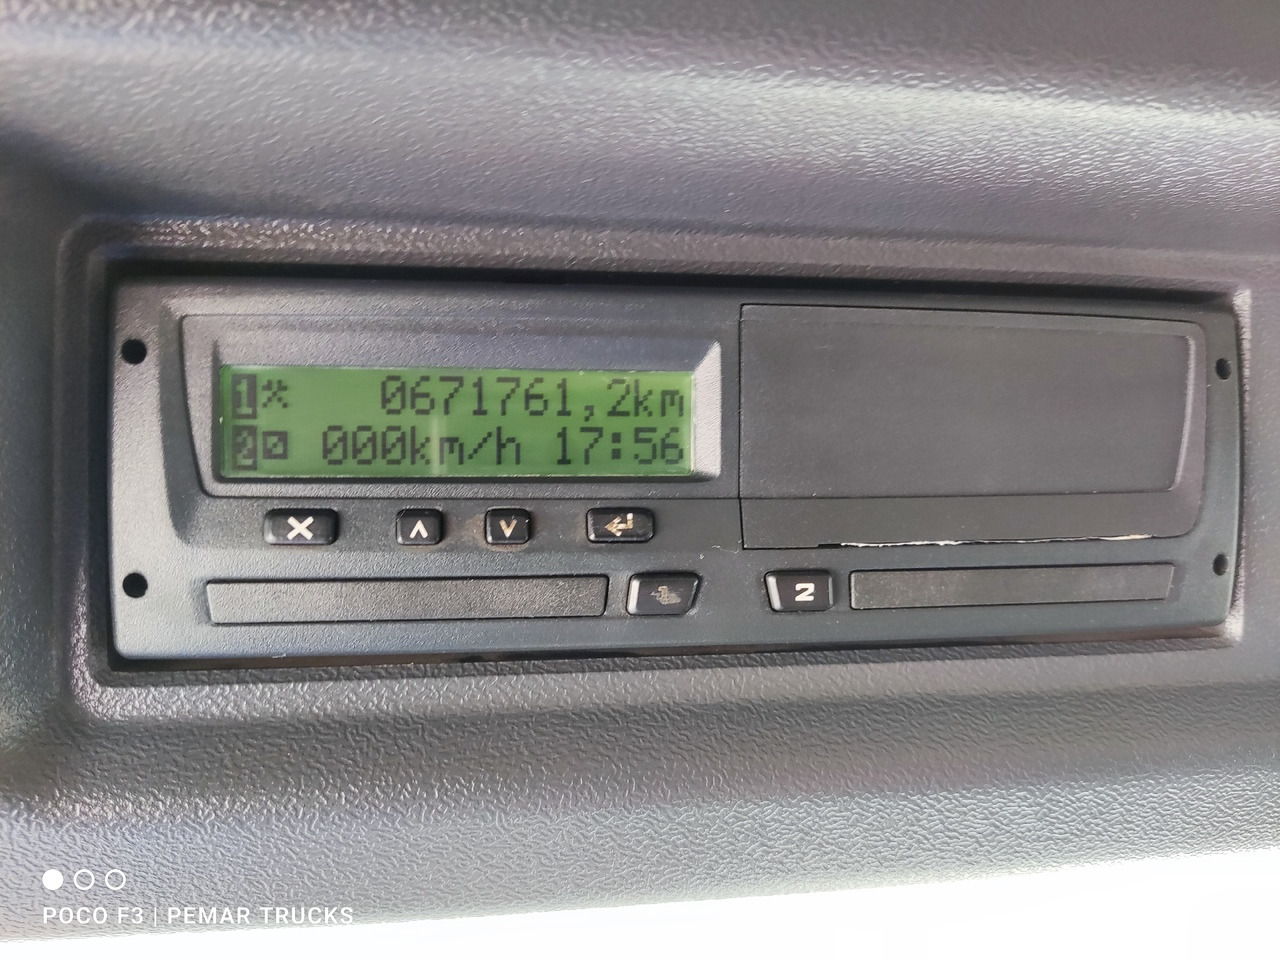 1 0671761,2km
2 000km/h 17:56
2
POCO F3 | PEMAR TRUCKS